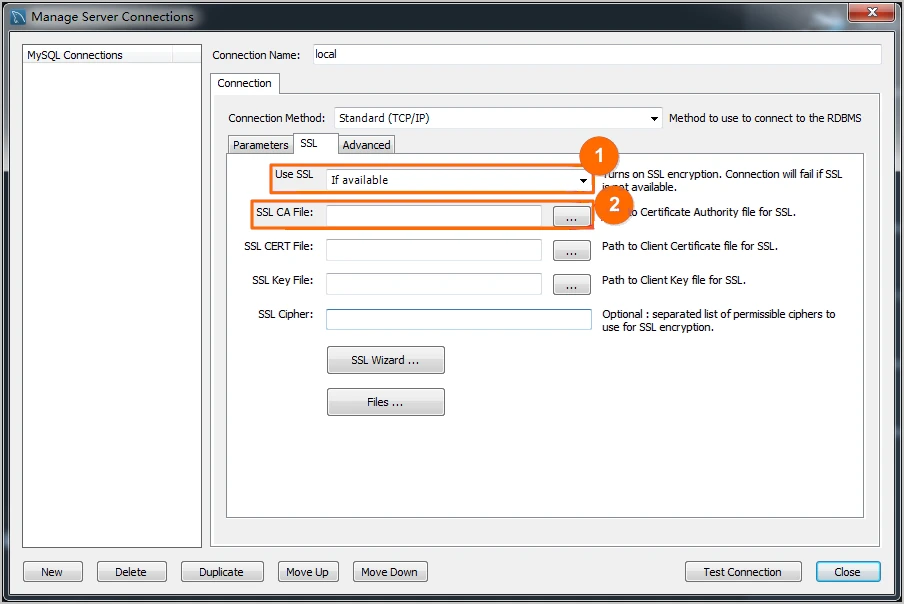 Manage Server Connections
MySQL Connections
Connection Name: local
Connection
Connection Method: Standard (TCP/IP) Method to use to connect to the RDBMS
Parameters SSL Advanced
1
Use SSL If available urns on SSL encryption. Connection will fail if SSL
is not available.
2
SSL CA File: ... to Certificate Authority file for SSL.
SSL CERT File: ... Path to Client Certificate file for SSL.
SSL Key File: ... Path to Client Key file for SSL.
SSL Cipher: Optional : separated list of permissible ciphers to
use for SSL encryption.
SSL Wizard ...
Files ...
New Delete Duplicate Move Up Move Down Test Connection Close